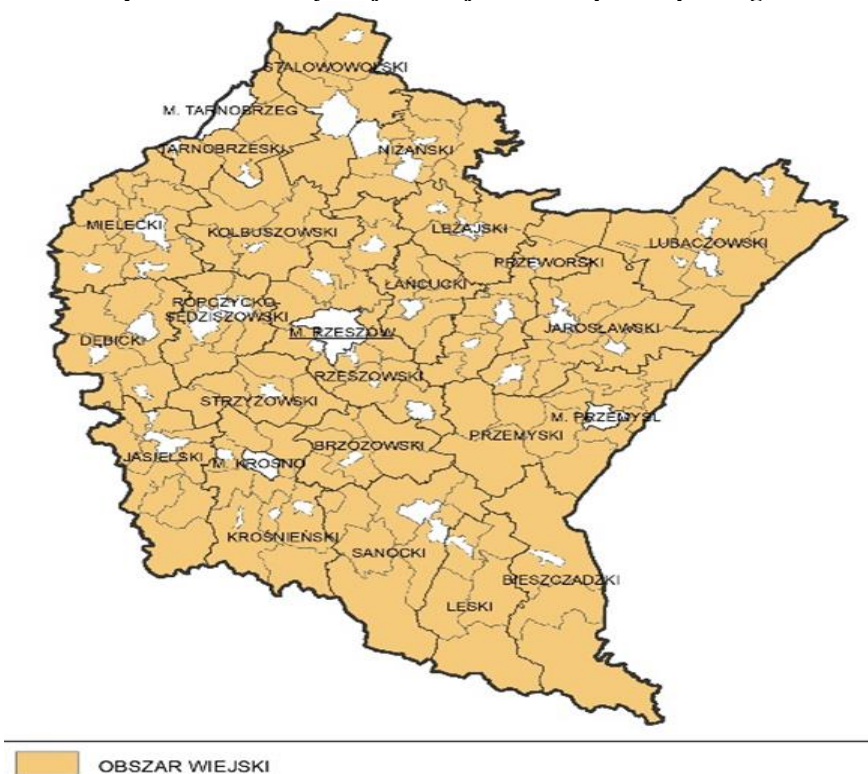 STALOWOWOLSKI
M. TARNOBRZEG
TARNOBRZESKI
NIŻAŃSKI
MIELECKI
KOLBUSZOWSKI
LEŻAJSKI
LUBACZOWSKI
PRZEWORSKI
ŁAŃCUCKI
ROPCZYCKO-
SĘDZISZOWSKI
M. RZESZÓW
JAROSŁAWSKI
DĘBICKI
RZESZOWSKI
STRZYŻOWSKI
M. PRZEMYŚL
PRZEMYSKI
BRZOZOWSKI
JASIELSKI
M. KROSNO
KROŚNIEŃSKI
SANOCKI
BIESZCZADZKI
LESKI
OBSZAR WIEJSKI